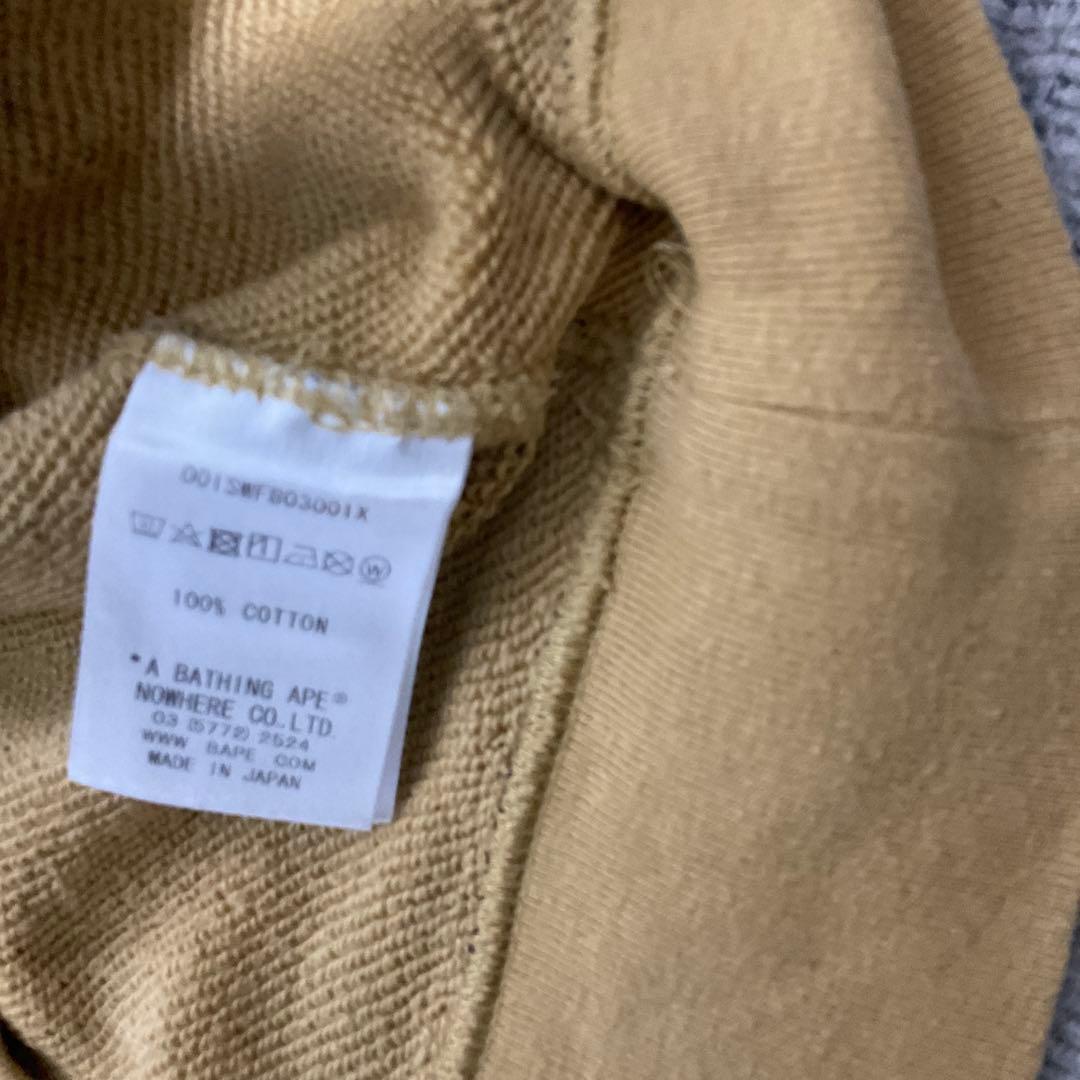 001SWFB03001X
100% COTTON
*A BATHING APE®
NOWHERE CO.LTD.
03 (5772) 2524
WWW BAPE COM
MADE IN JAPAN